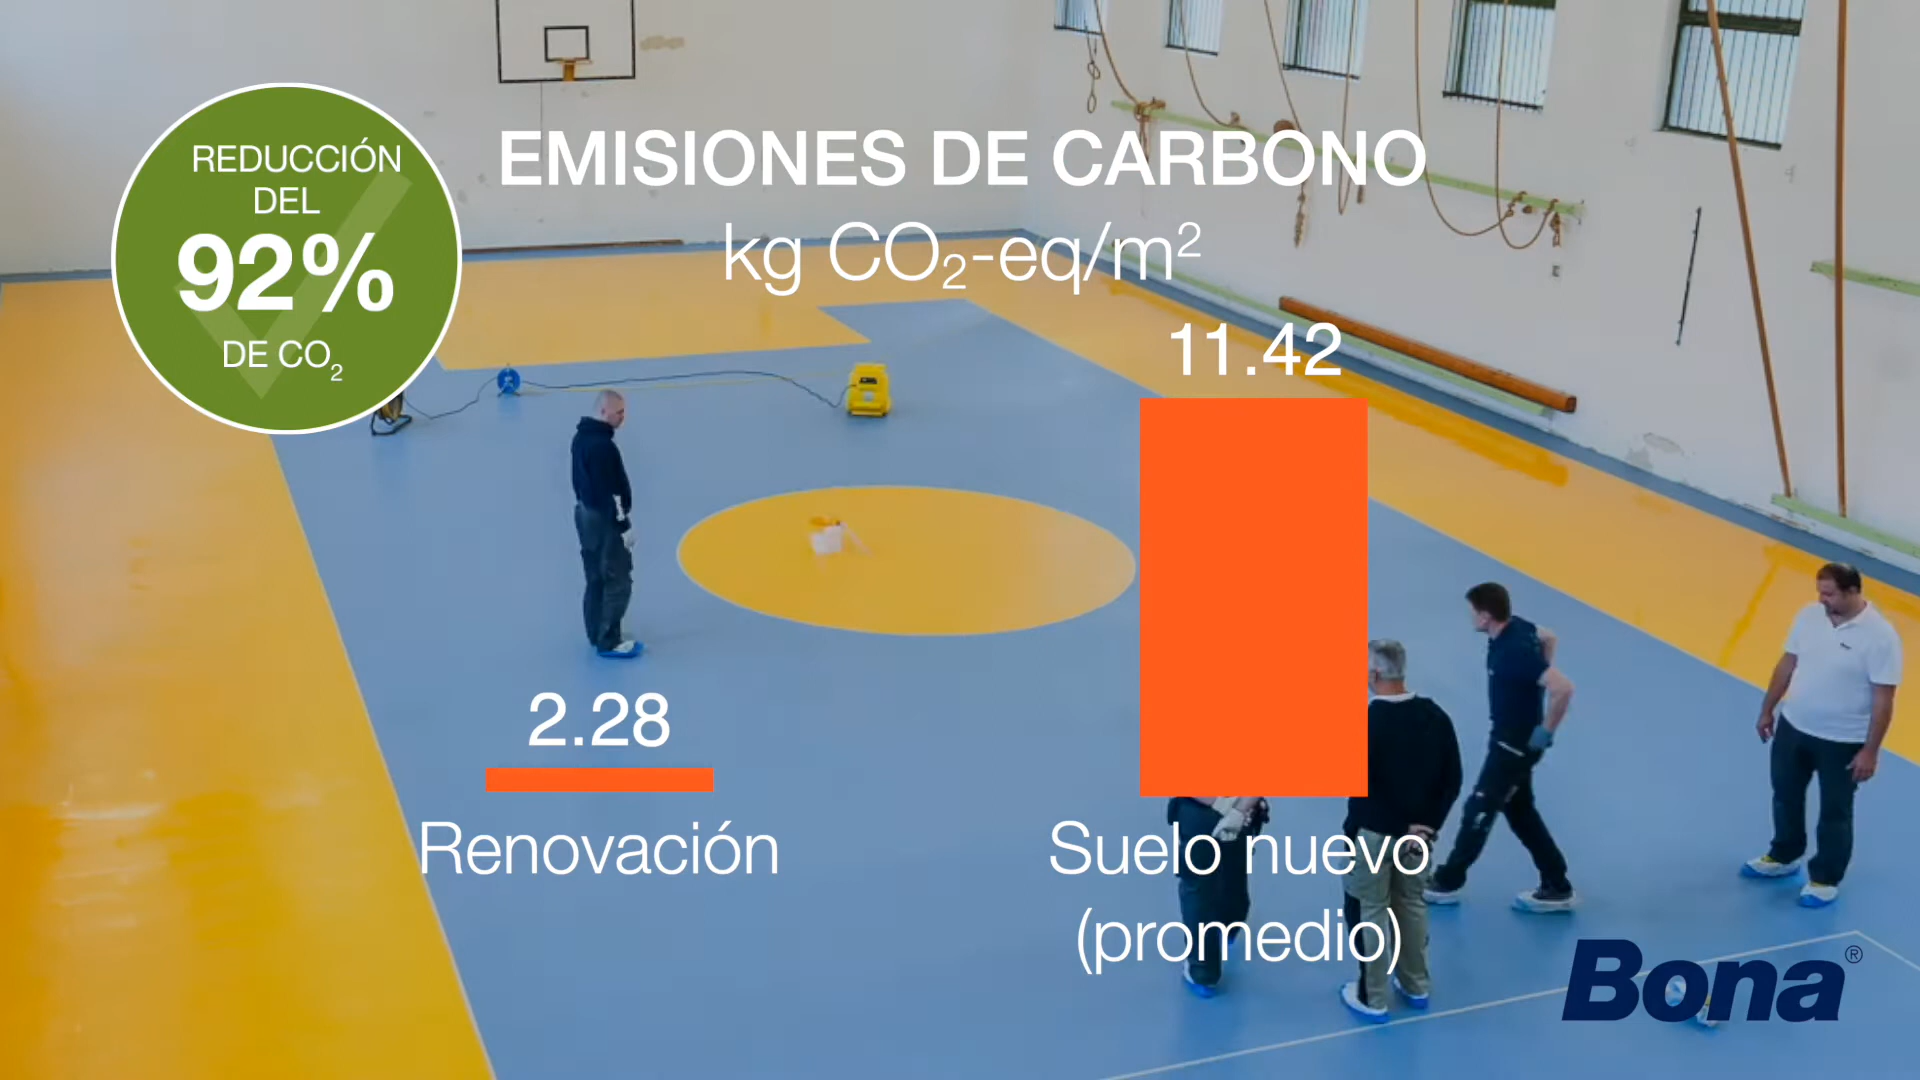 REDUCCIÓN
DEL
92%
DE CO₂
EMISIONES DE CARBONO
kg CO₂-eq/m²
11.42
2.28
Renovación
Suelo nuevo
(promedio)
Bona®